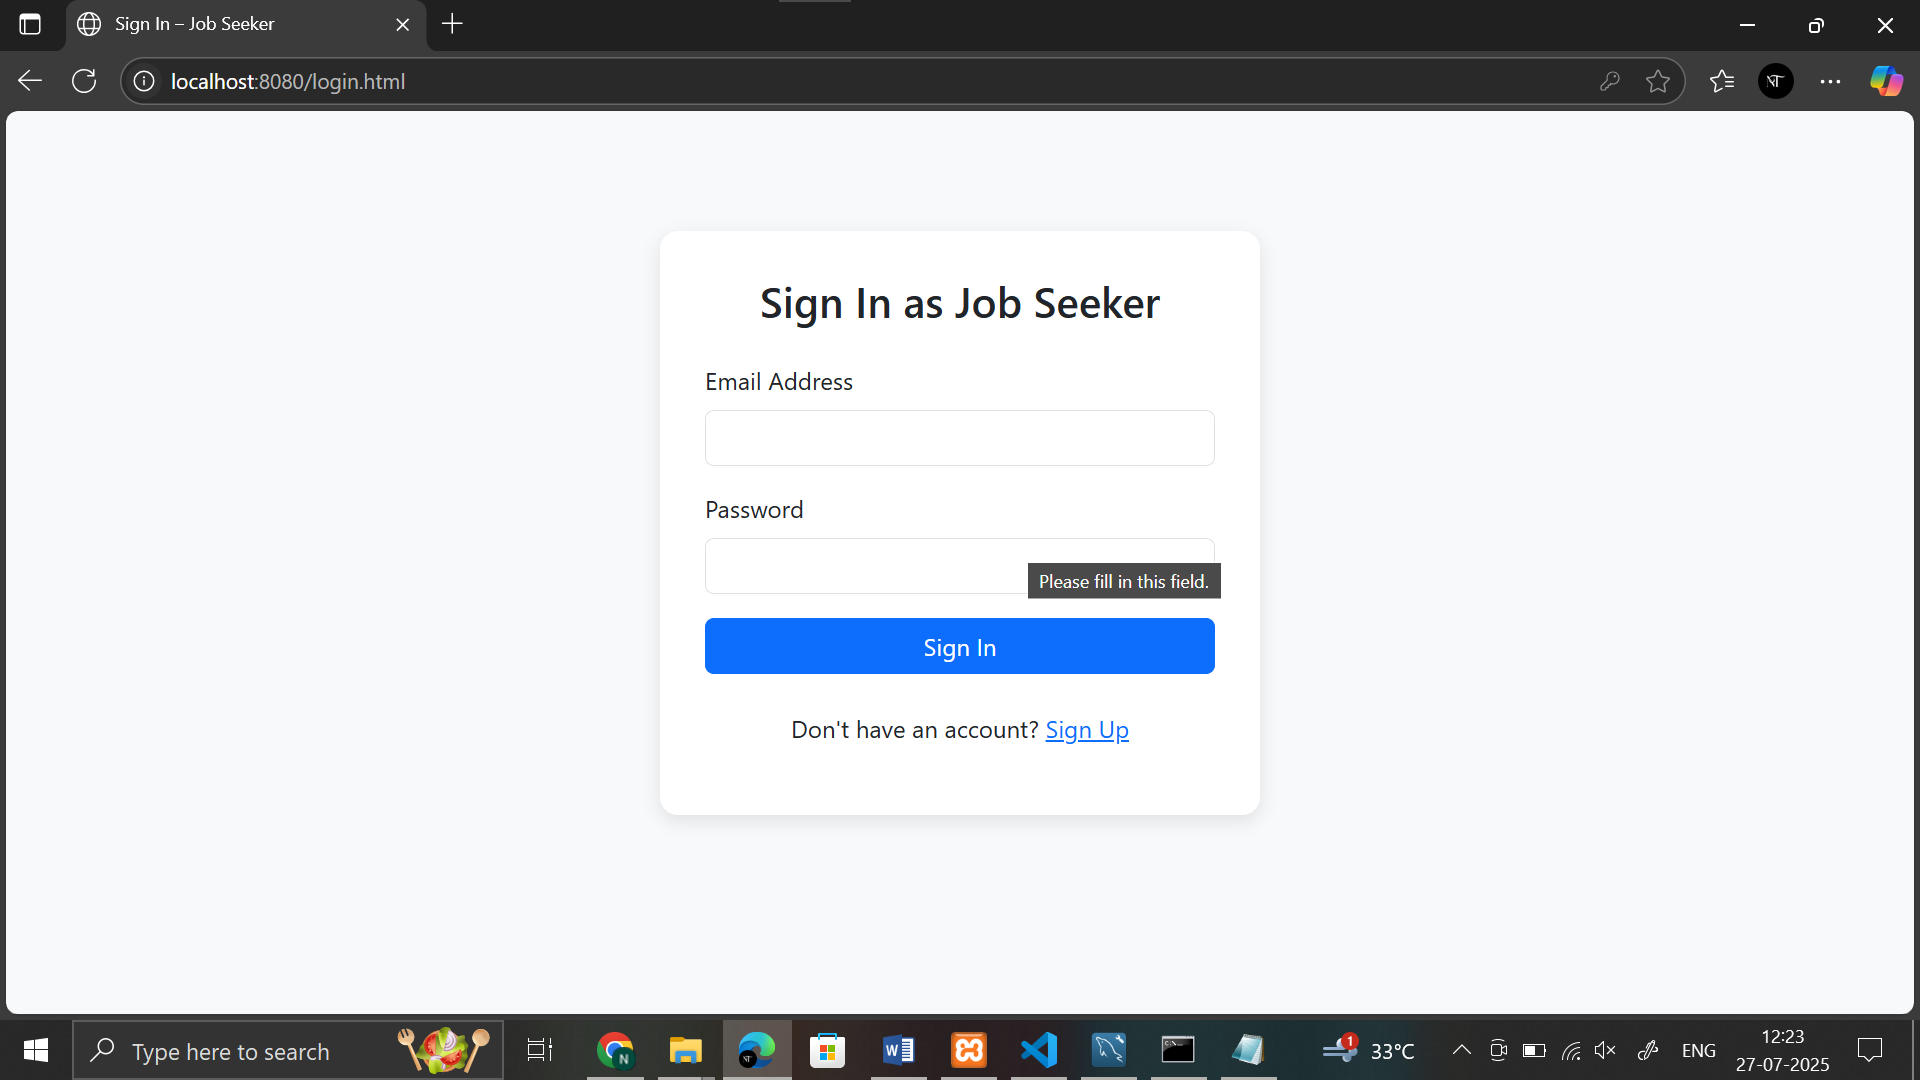 Sign In – Job Seeker
localhost:8080/login.html
NT
Sign In as Job Seeker
Email Address
Password
Please fill in this field.
Sign In
Don't have an account? Sign Up
Type here to search
N
W
1
33°C
ENG
12:23
27-07-2025